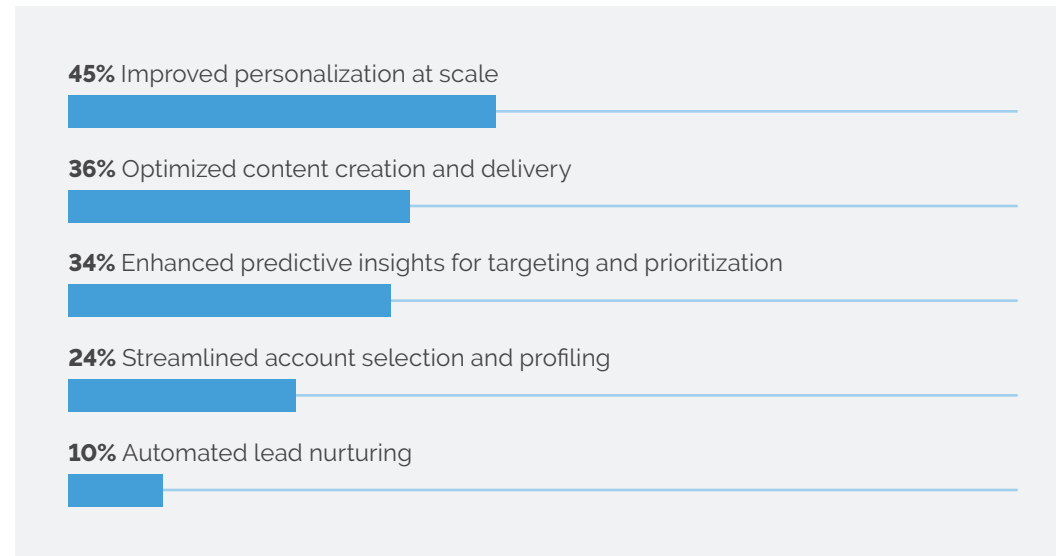 45% Improved personalization at scale
36% Optimized content creation and delivery
34% Enhanced predictive insights for targeting and prioritization
24% Streamlined account selection and profiling
10% Automated lead nurturing